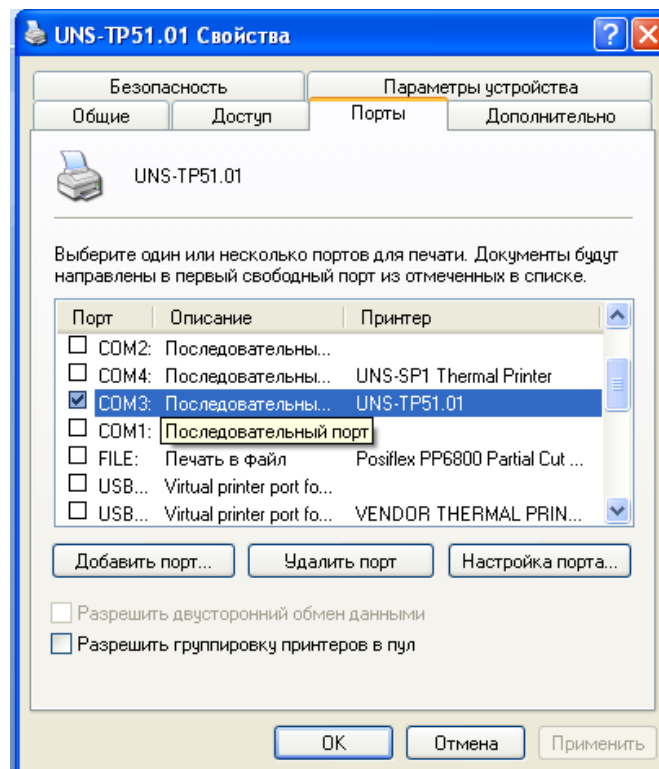 UNS-TP51.01 Свойства
Безопасность Параметры устройства
Общие Доступ Порты Дополнительно
UNS-TP51.01
Выберите один или несколько портов для печати. Документы будут
направлены в первый свободный порт из отмеченных в списке.
Порт Описание Принтер
COM2: Последовательны...
COM4: Последовательны... UNS-SP1 Thermal Printer
COM3: Последовательны... UNS-TP51.01
COM1: Последовательный порт
FILE: Печать в файл Posiflex PP6800 Partial Cut ...
USB... Virtual printer port fo...
USB... Virtual printer port fo... VENDOR THERMAL PRIN...
Добавить порт... Удалить порт Настройка порта...
Разрешить двусторонний обмен данными
Разрешить группировку принтеров в пул
OK Отмена Применить